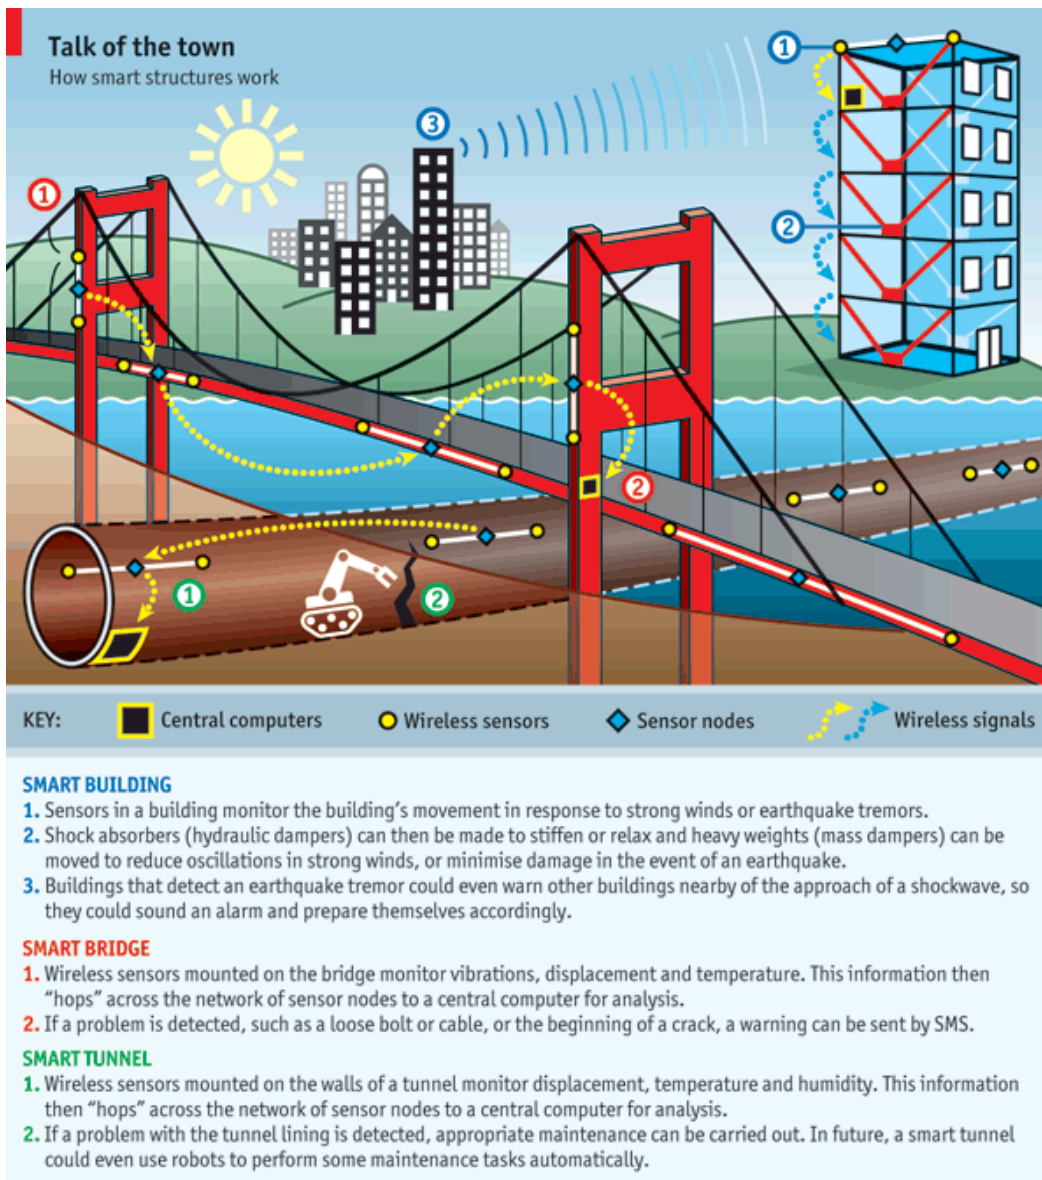 Talk of the town
How smart structures work
1
3
1
2
2
1
2
KEY:
Central computers
Wireless sensors
Sensor nodes
Wireless signals
SMART BUILDING
1. Sensors in a building monitor the building's movement in response to strong winds or earthquake tremors.
2. Shock absorbers (hydraulic dampers) can then be made to stiffen or relax and heavy weights (mass dampers) can be
moved to reduce oscillations in strong winds, or minimise damage in the event of an earthquake.
3. Buildings that detect an earthquake tremor could even warn other buildings nearby of the approach of a shockwave, so
they could sound an alarm and prepare themselves accordingly.
SMART BRIDGE
1. Wireless sensors mounted on the bridge monitor vibrations, displacement and temperature. This information then
“hops” across the network of sensor nodes to a central computer for analysis.
2. If a problem is detected, such as a loose bolt or cable, or the beginning of a crack, a warning can be sent by SMS.
SMART TUNNEL
1. Wireless sensors mounted on the walls of a tunnel monitor displacement, temperature and humidity. This information
then “hops” across the network of sensor nodes to a central computer for analysis.
2. If a problem with the tunnel lining is detected, appropriate maintenance can be carried out. In future, a smart tunnel
could even use robots to perform some maintenance tasks automatically.